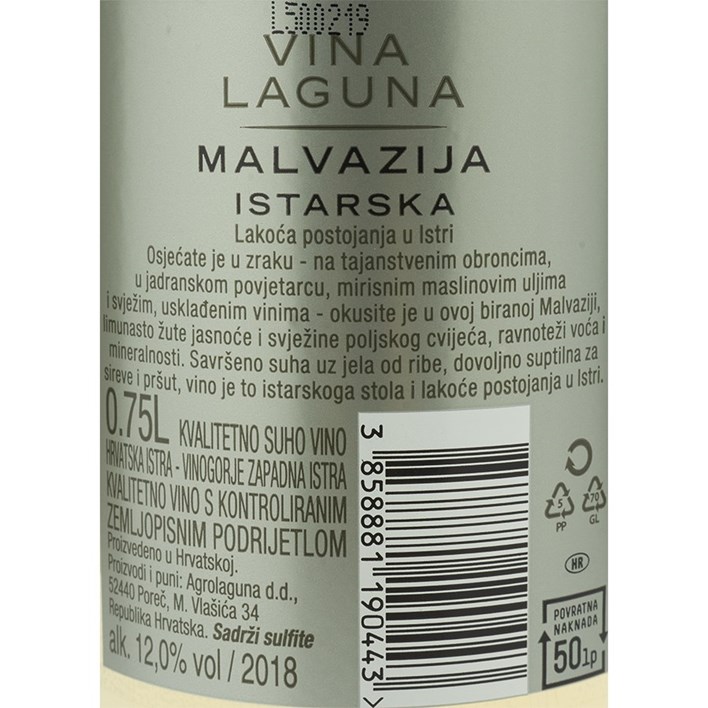 L500219
VINA
LAGUNA
MALVAZIJA
ISTARSKA
Lakoća postojanja u Istri
Osjećate je u zraku - na tajanstvenim obroncima,
u jadranskom povjetarcu, mirisnim maslinovim uljima
i svježim, usklađenim vinima - okusite je u ovoj biranoj Malvaziji,
limunasto žute jasnoće i svježine poljskog cvijeća, ravnoteži voća i
mineralnosti. Savršeno suha uz jela od ribe, dovoljno suptilna za
sireve i pršut, vino je to istarskoga stola i lakoće postojanja u Istri.
0.75L KVALITETNO SUHO VINO
HRVATSKA ISTRA - VINOGORJE ZAPADNA ISTRA
KVALITETNO VINO S KONTROLIRANIM
ZEMLJOPISNIM PODRIJETLOM
Proizvedeno u Hrvatskoj.
Proizvodi i puni: Agrolaguna d.d.,
52440 Poreč, M. Vlašića 34
Republika Hrvatska. Sadrži sulfite
alk. 12,0% vol / 2018
3 858881 190443 >
5
PP
70
GL
HR
POVRATNA
NAKNADA
50lp